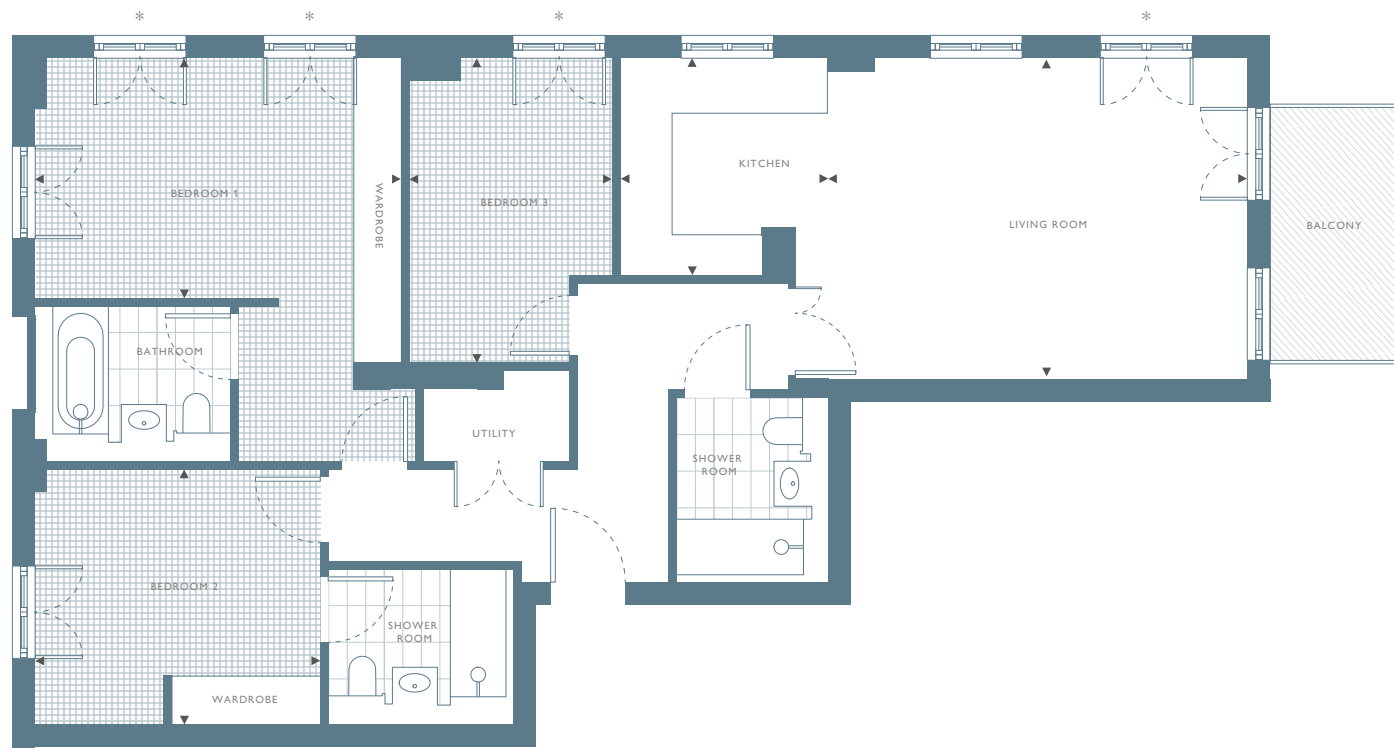 * * * *
BEDROOM 1
WARDROBE
BEDROOM 3
KITCHEN
LIVING ROOM
BALCONY
BATHROOM
UTILITY
SHOWER
ROOM
BEDROOM 2
SHOWER
ROOM
WARDROBE